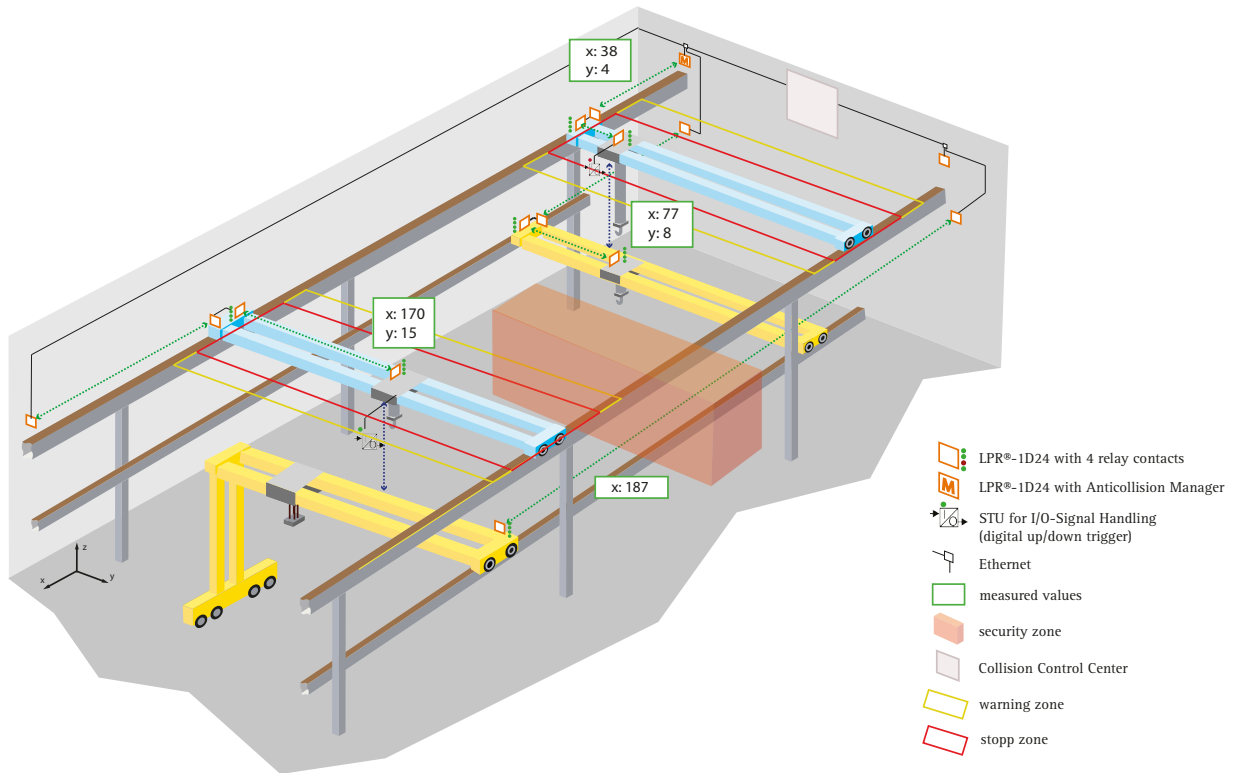 x: 38
y: 4
M
x: 77
y: 8
x: 170
y: 15
x: 187
z
x
y
LPR®-1D24 with 4 relay contacts
M
LPR®-1D24 with Anticollision Manager
STU for I/O-Signal Handling
(digital up/down trigger)
Ethernet
measured values
security zone
Collision Control Center
warning zone
stopp zone